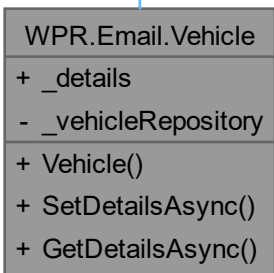 WPR.Email.Vehicle
+ _details
- _vehicleRepository
+ Vehicle()
+ SetDetailsAsync()
+ GetDetailsAsync()